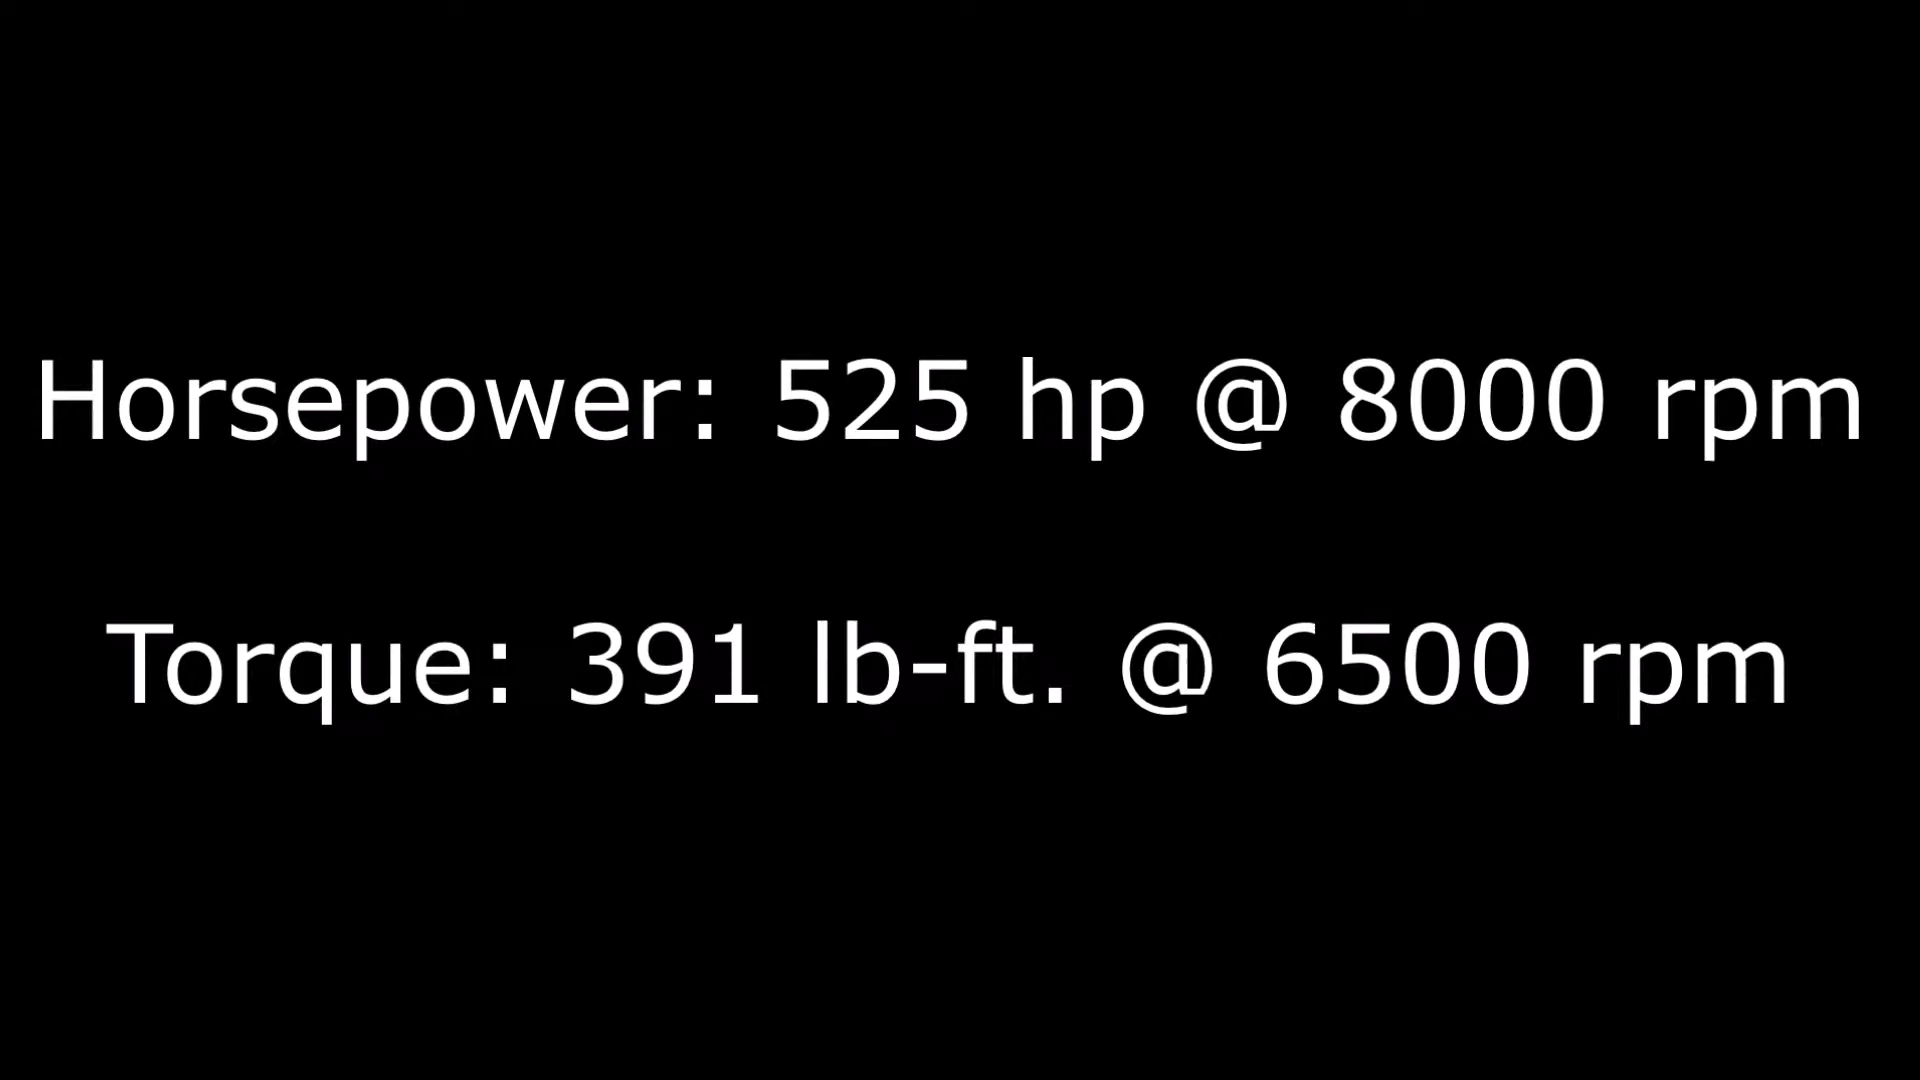 Horsepower: 525 hp @ 8000 rpm
Torque: 391 lb-ft. @ 6500 rpm